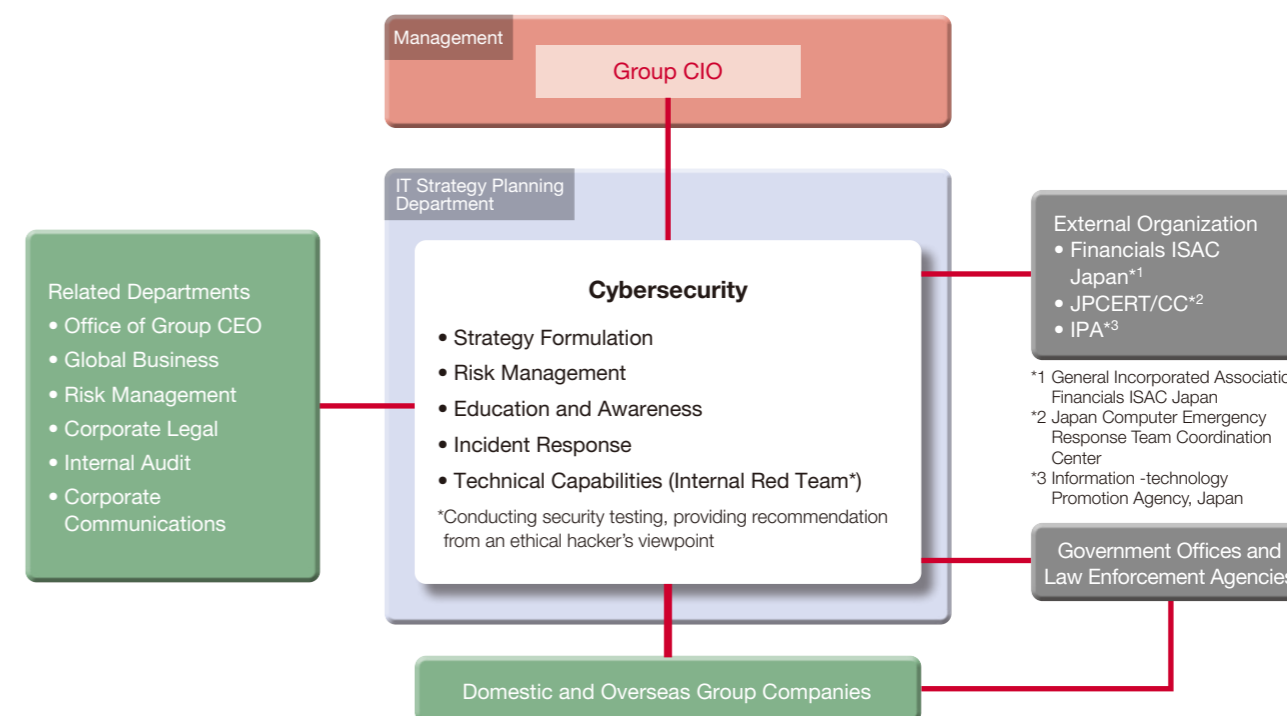 Management
Group CIO
IT Strategy Planning
Department
Cybersecurity
• Strategy Formulation
• Risk Management
• Education and Awareness
• Incident Response
• Technical Capabilities (Internal Red Team*)
*Conducting security testing, providing recommendation
from an ethical hacker's viewpoint
Related Departments
• Office of Group CEO
• Global Business
• Risk Management
• Corporate Legal
• Internal Audit
• Corporate
Communications
External Organization
• Financials ISAC
Japan*1
• JPCERT/CC*2
• IPA*3
*1 General Incorporated
Financials ISAC Japan
*2 Japan Computer Emergency
Response Team Coordination
Center
*3 Information -technology
Promotion Agency, Japan
Government Offices and
Law Enforcement Agencies
Domestic and Overseas Group Companies